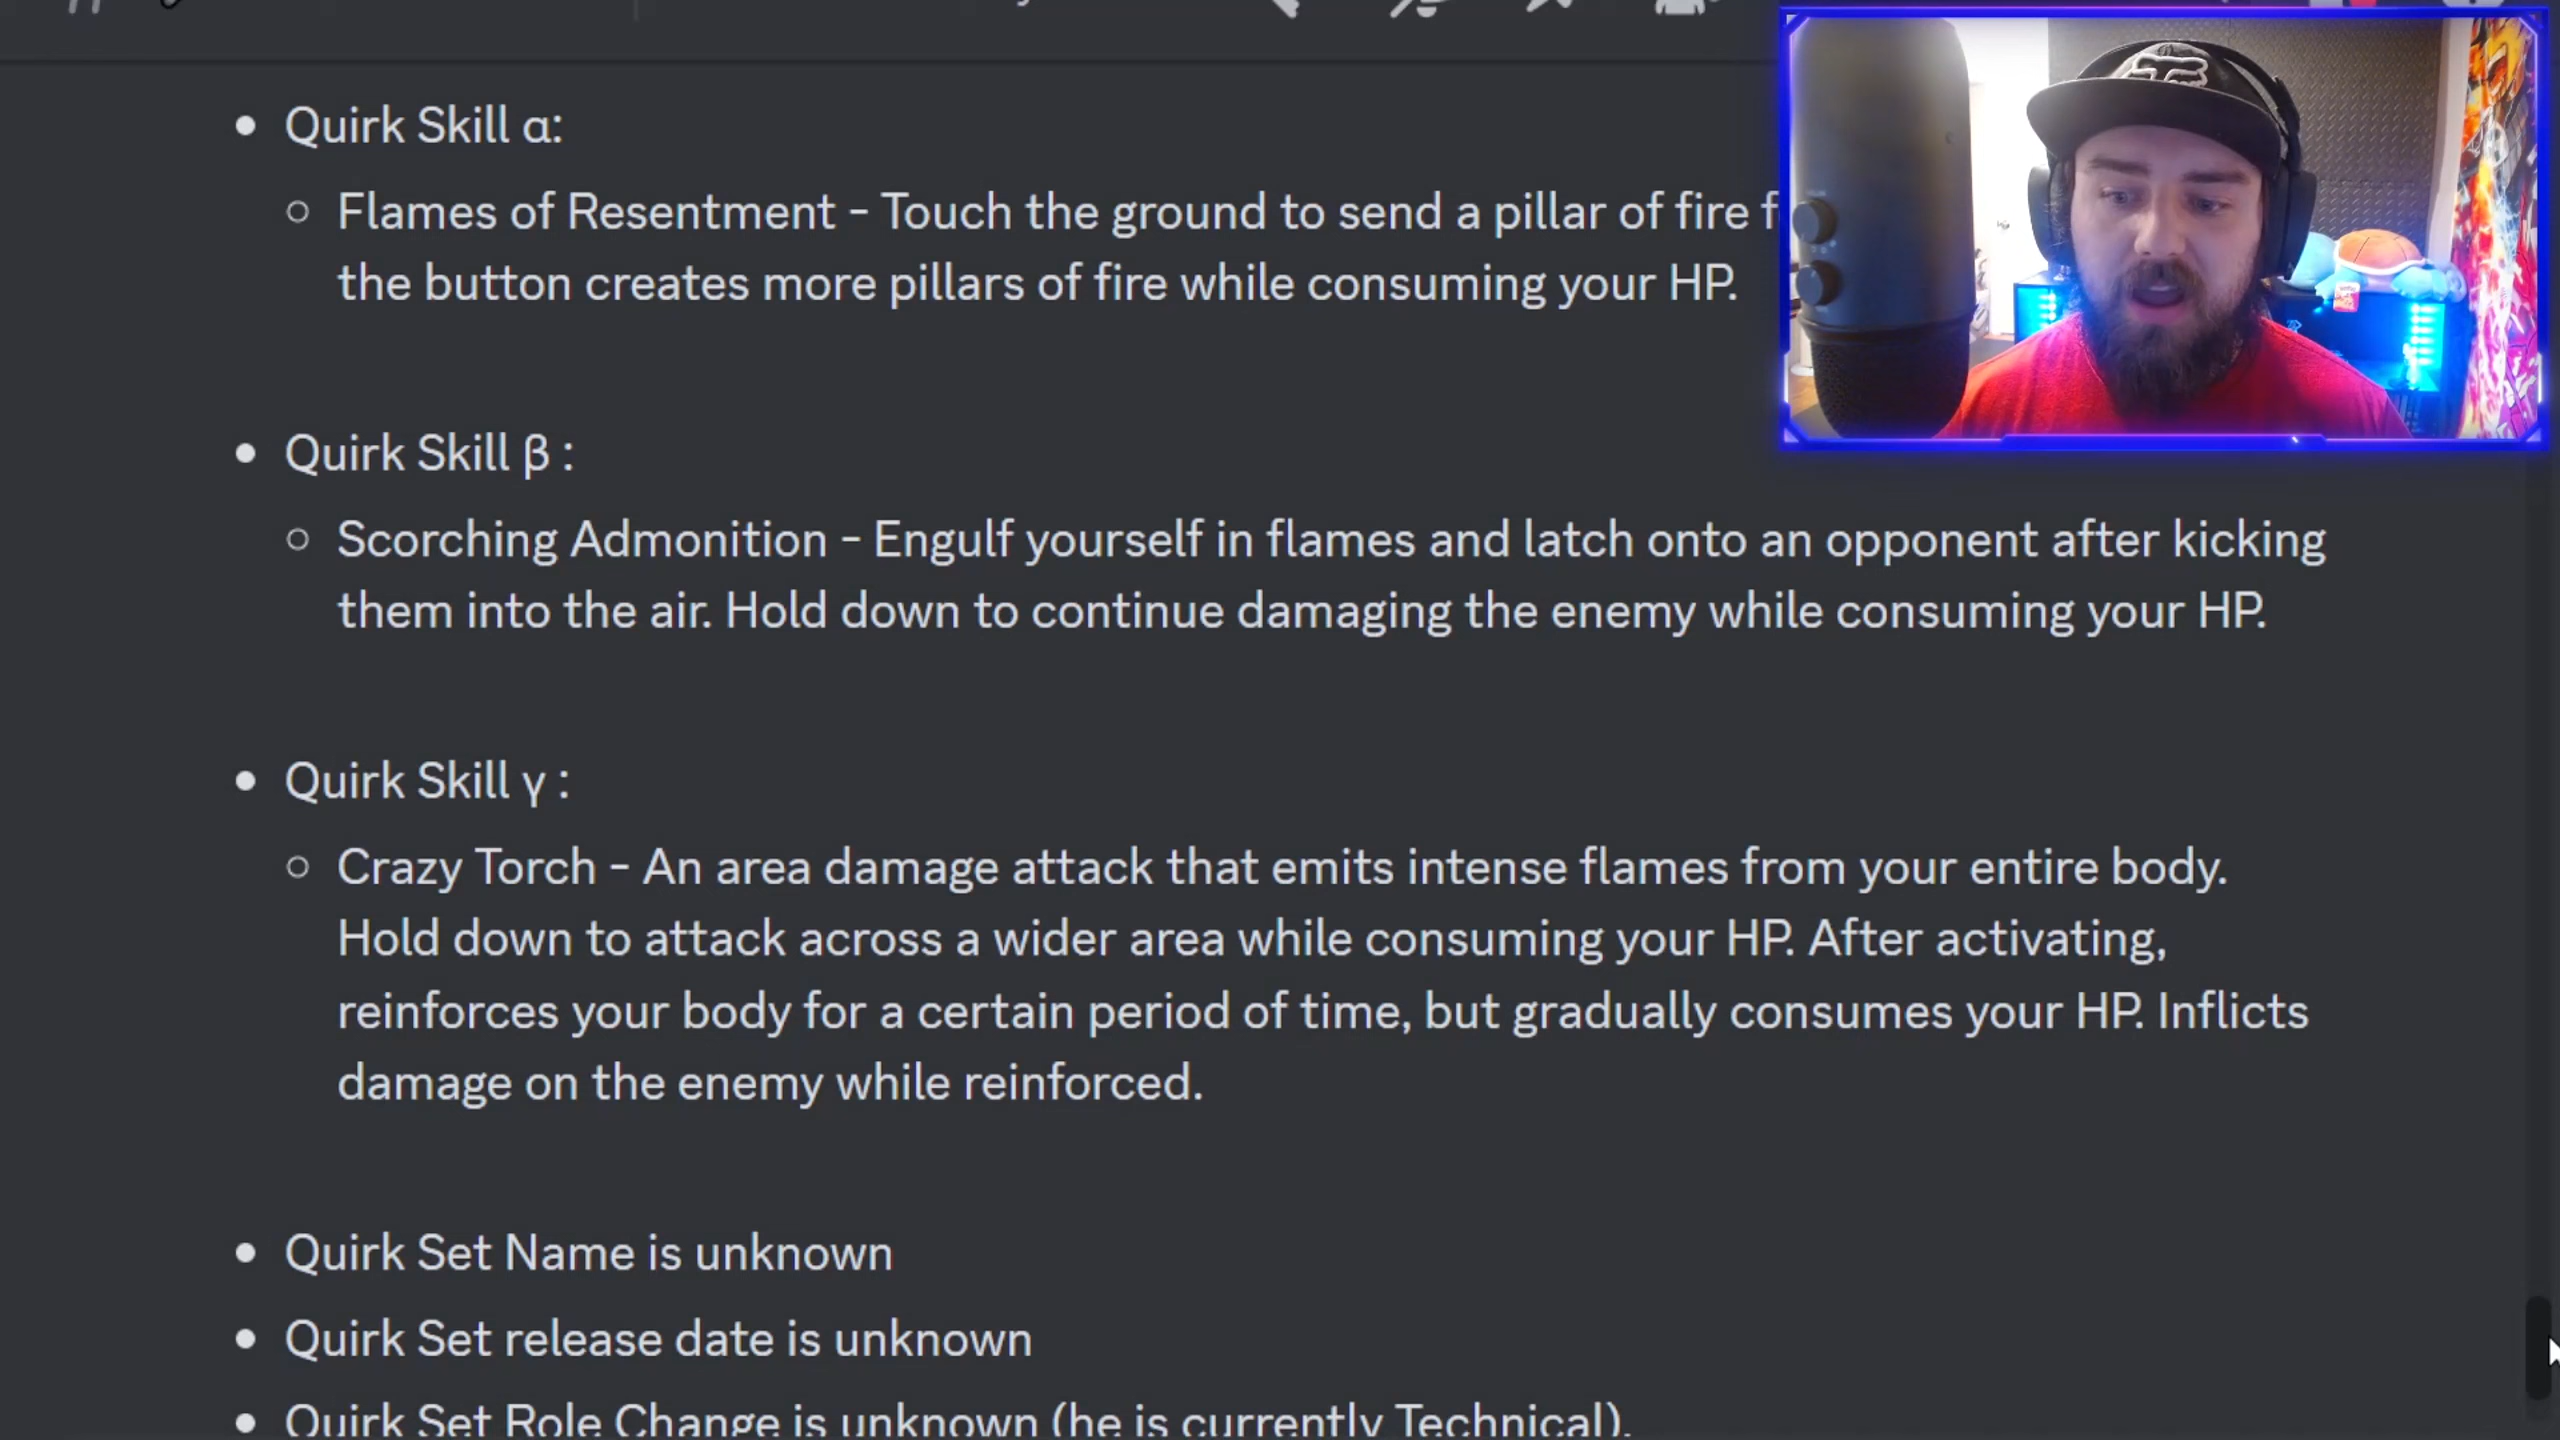 Quirk Skill α:
Flames of Resentment - Touch the ground to send a pillar of fire
the button creates more pillars of fire while consuming your HP.
Quirk Skill β :
Scorching Admonition - Engulf yourself in flames and latch onto an opponent after kicking
them into the air. Hold down to continue damaging the enemy while consuming your HP.
Quirk Skill γ :
Crazy Torch - An area damage attack that emits intense flames from your entire body.
Hold down to attack across a wider area while consuming your HP. After activating,
reinforces your body for a certain period of time, but gradually consumes your HP. Inflicts
damage on the enemy while reinforced.
Quirk Set Name is unknown
Quirk Set release date is unknown
Quirk Set Role Change is unknown (he is currently Technical).